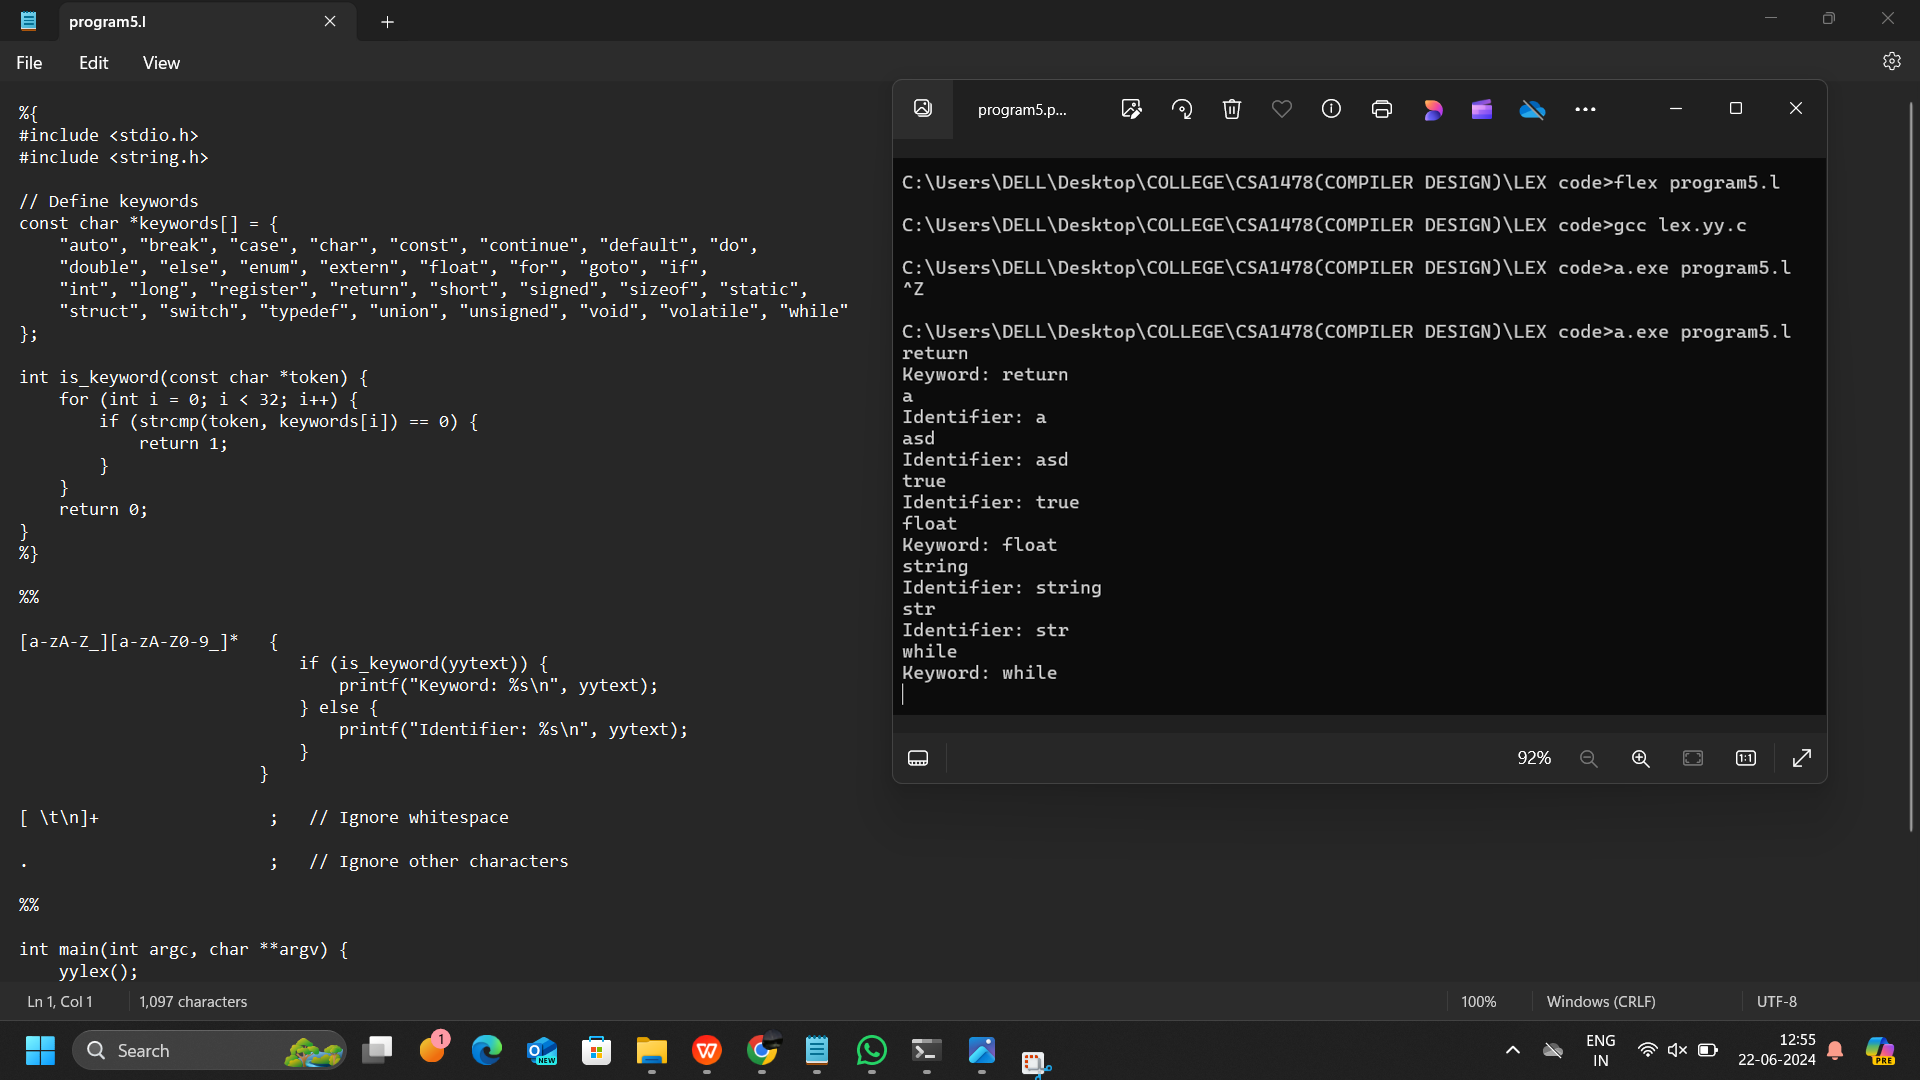 program5.l
File Edit View
%{
#include <stdio.h>
#include <string.h>
// Define keywords
const char *keywords[] = {
"auto", "break", "case", "char", "const", "continue", "default", "do",
"double", "else", "enum", "extern", "float", "for", "goto", "if",
"int", "long", "register", "return", "short", "signed", "sizeof", "static",
"struct", "switch", "typedef", "union", "unsigned", "void", "volatile", "while"
};
int is_keyword(const char *token) {
for (int i = 0; i < 32; i++) {
if (strcmp(token, keywords[i]) == 0) {
return 1;
}
}
return 0;
}
%}
%%
[a-zA-Z_][a-zA-Z0-9_]* {
if (is_keyword(yytext)) {
printf("Keyword: %s\n", yytext);
} else {
printf("Identifier: %s\n", yytext);
}
}
[ \t\n]+ ; // Ignore whitespace
. ; // Ignore other characters
%%
int main(int argc, char **argv) {
yylex();
program5.p...
C:\Users\DELL\Desktop\COLLEGE\CSA1478(COMPILER DESIGN)\LEX code>flex program5.l
C:\Users\DELL\Desktop\COLLEGE\CSA1478(COMPILER DESIGN)\LEX code>gcc lex.yy.c
C:\Users\DELL\Desktop\COLLEGE\CSA1478(COMPILER DESIGN)\LEX code>a.exe program5.l
^Z
C:\Users\DELL\Desktop\COLLEGE\CSA1478(COMPILER DESIGN)\LEX code>a.exe program5.l
return
Keyword: return
a
Identifier: a
asd
Identifier: asd
true
Identifier: true
float
Keyword: float
string
Identifier: string
str
Identifier: str
while
Keyword: while
92%
1:1
Ln 1, Col 1 1,097 characters 100% Windows (CRLF) UTF-8
Search
1
NEW
ENG
IN
12:55
22-06-2024
PRE